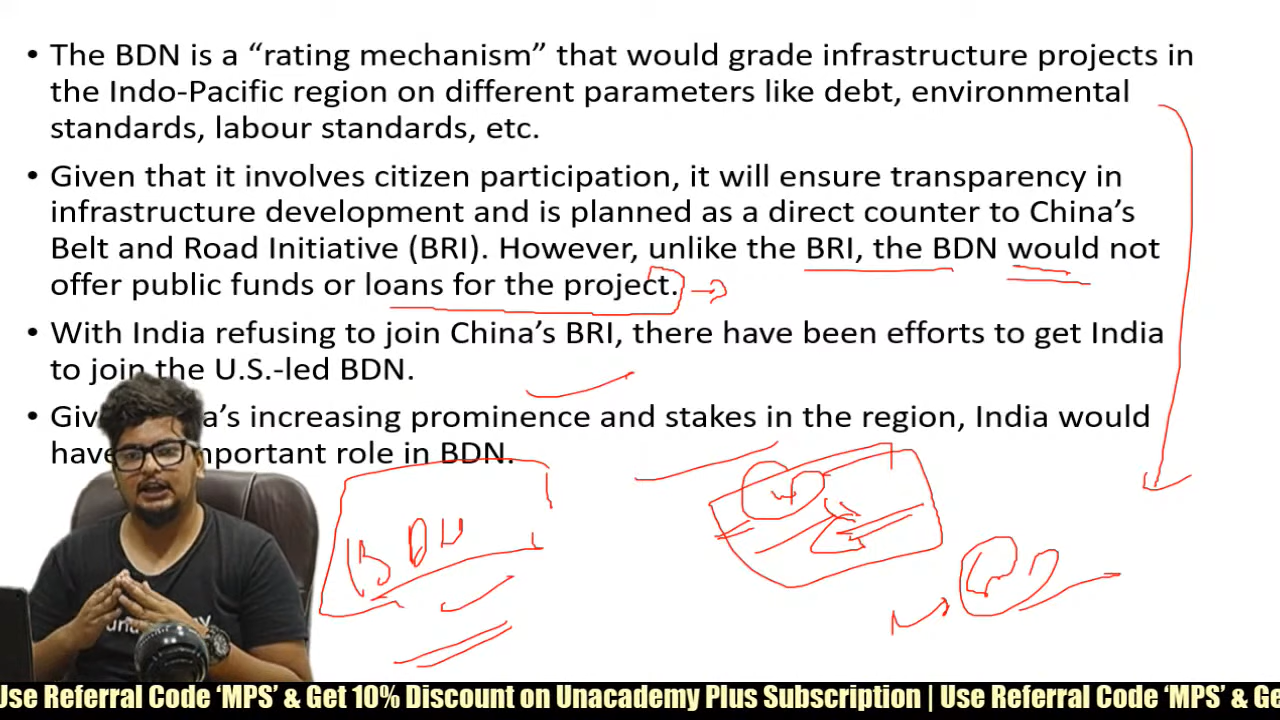 • The BDN is a “rating mechanism” that would grade infrastructure projects in
the Indo-Pacific region on different parameters like debt, environmental
standards, labour standards, etc.
• Given that it involves citizen participation, it will ensure transparency in
infrastructure development and is planned as a direct counter to China’s
Belt and Road Initiative (BRI). However, unlike the BRI, the BDN would not
offer public funds or loans for the project.
• With India refusing to join China’s BRI, there have been efforts to get India
to join the U.S.-led BDN.
• Giv a’s increasing prominence and stakes in the region, India would
have mportant role in BDN.
BDN
Use Referral Code ‘MPS’ & Get 10% Discount on Unacademy Plus Subscription | Use Referral Code ‘MPS’ & Ge